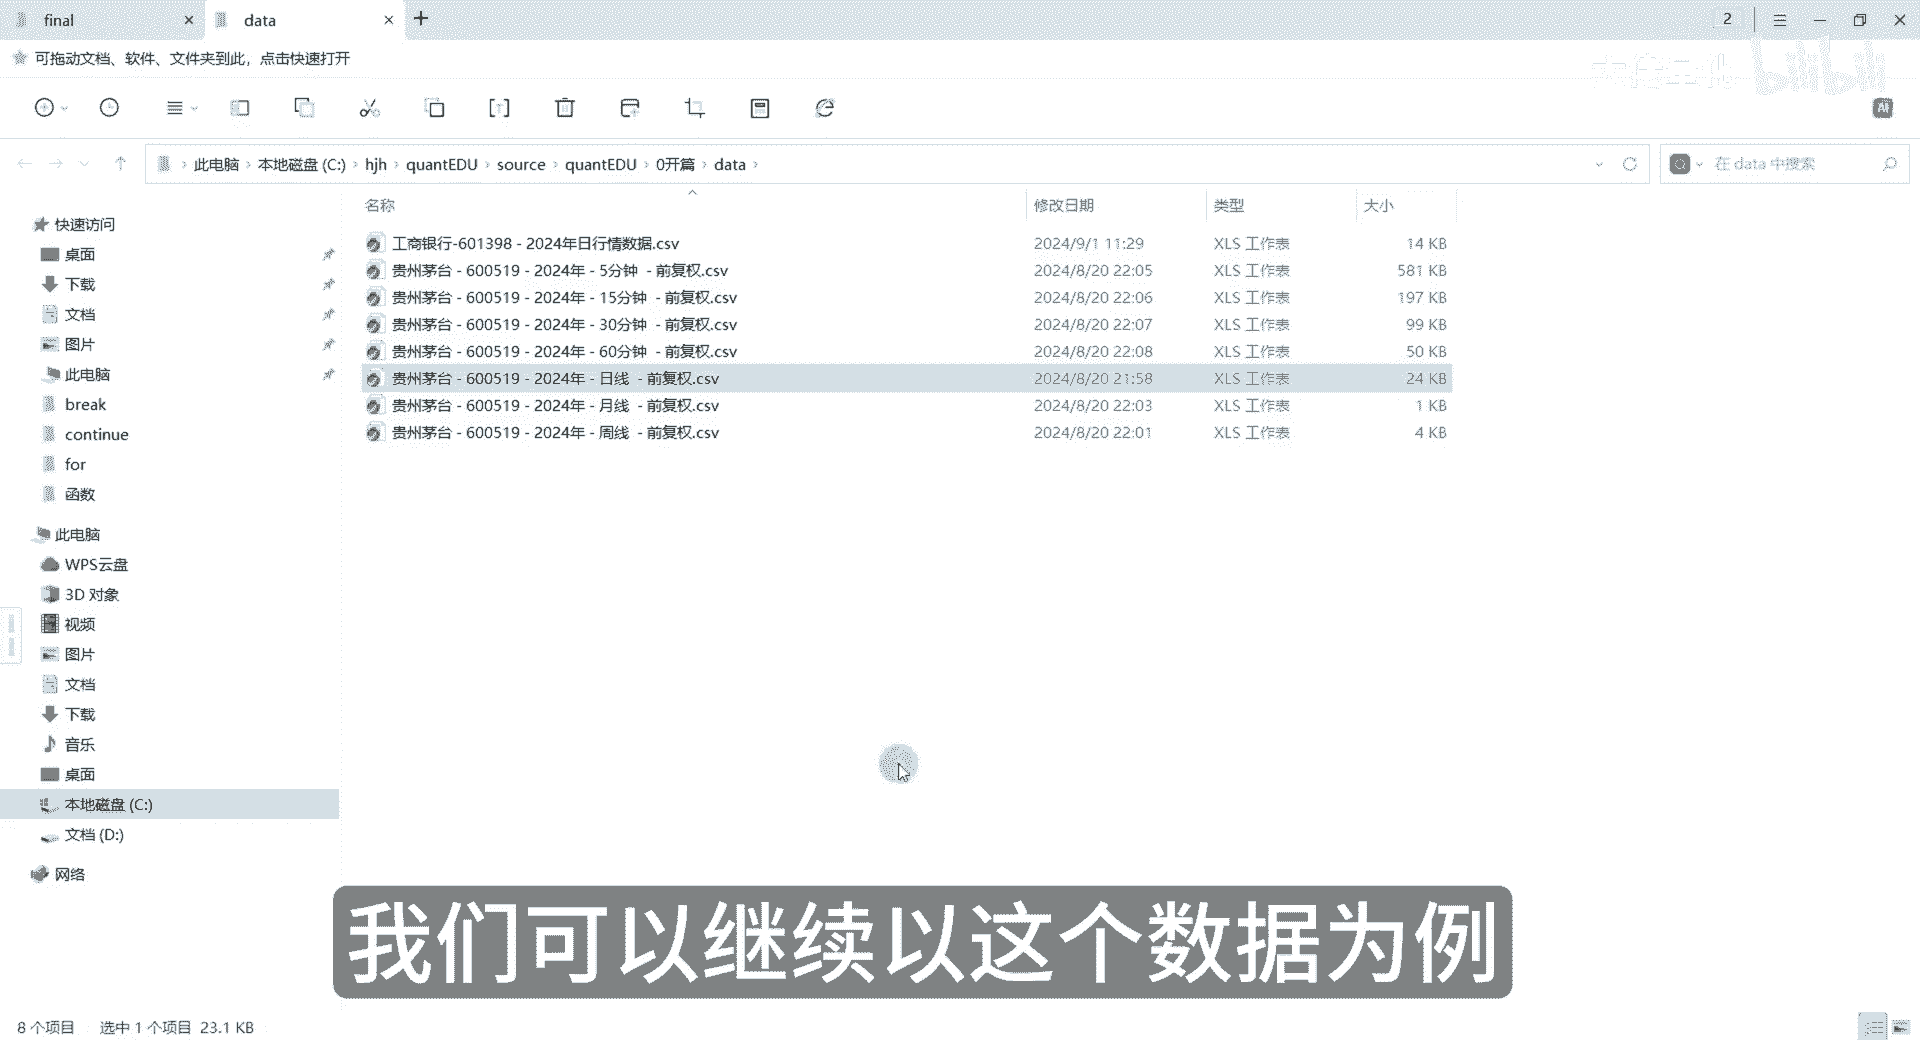 final
data
2
可拖动文档、软件、文件夹到此，点击快速打开
bilibili
AI
此电脑 › 本地磁盘 (C:) › hjh › quantEDU › source › quantEDU › 0开篇 › data ›
在 data 中搜索
名称 修改日期 类型 大小
工商银行-601398 - 2024年日行情数据.csv 2024/9/1 11:29 XLS 工作表 14 KB
贵州茅台 - 600519 - 2024年 - 5分钟 - 前复权.csv 2024/8/20 22:05 XLS 工作表 581 KB
贵州茅台 - 600519 - 2024年 - 15分钟 - 前复权.csv 2024/8/20 22:06 XLS 工作表 197 KB
贵州茅台 - 600519 - 2024年 - 30分钟 - 前复权.csv 2024/8/20 22:07 XLS 工作表 99 KB
贵州茅台 - 600519 - 2024年 - 60分钟 - 前复权.csv 2024/8/20 22:08 XLS 工作表 50 KB
贵州茅台 - 600519 - 2024年 - 日线 - 前复权.csv 2024/8/20 21:58 XLS 工作表 24 KB
贵州茅台 - 600519 - 2024年 - 月线 - 前复权.csv 2024/8/20 22:03 XLS 工作表 1 KB
贵州茅台 - 600519 - 2024年 - 周线 - 前复权.csv 2024/8/20 22:01 XLS 工作表 4 KB
快速访问
桌面
下载
文档
图片
此电脑
break
continue
for
函数
此电脑
WPS云盘
3D 对象
视频
图片
文档
下载
音乐
桌面
本地磁盘 (C:)
文档 (D:)
网络
我们可以继续以这个数据为例
8 个项目 选中 1 个项目 23.1 KB